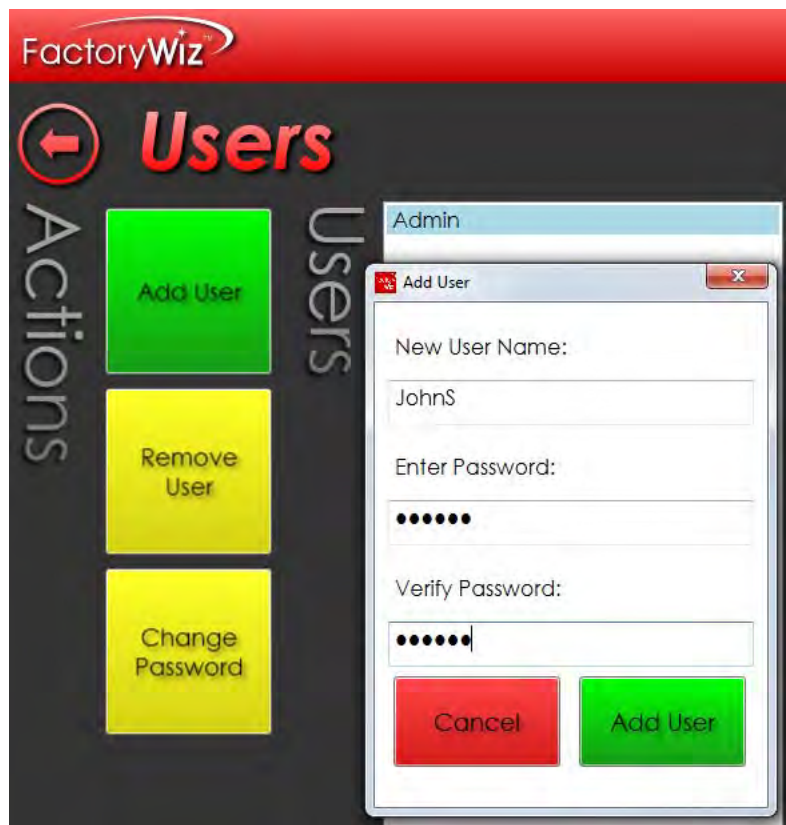 FactoryWiz™
Users
Actions
Add User
Remove
User
Change
Password
Users
Admin
Add User
New User Name:
JohnS
Enter Password:
●●●●●●
Verify Password:
●●●●●●
Cancel
Add User